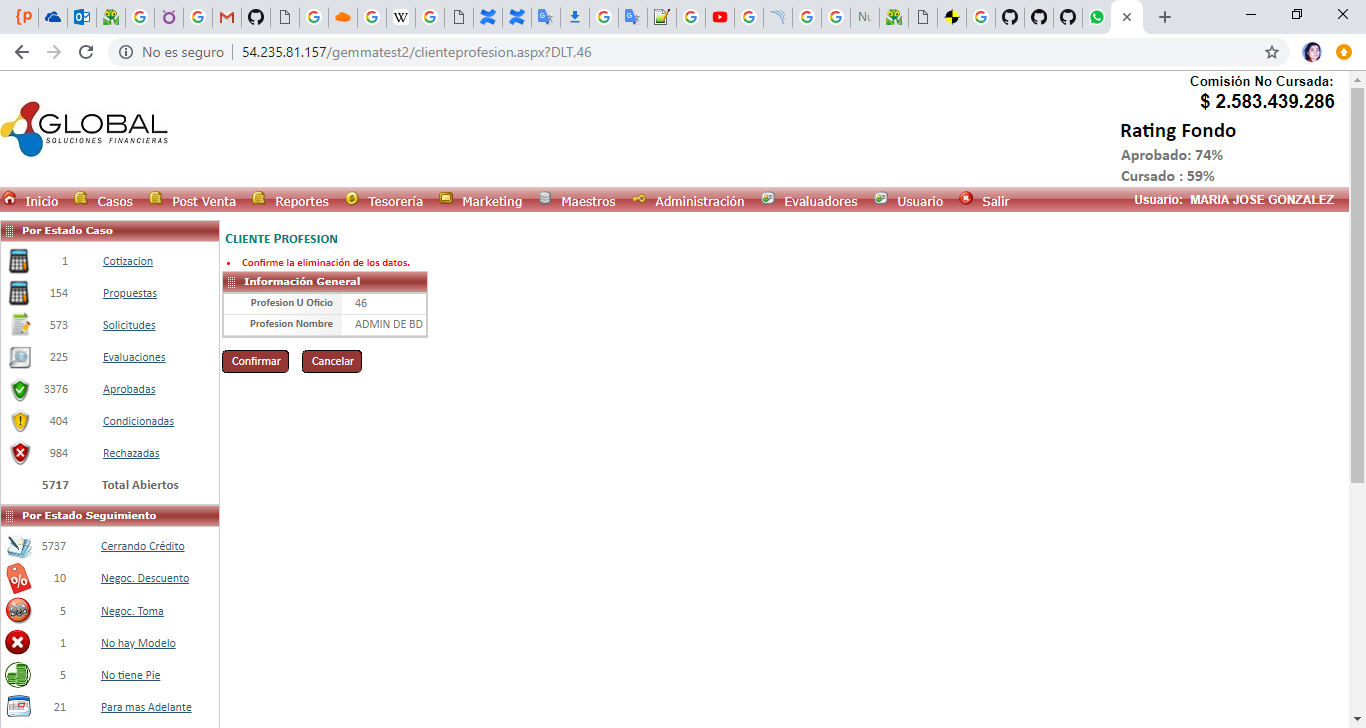 No es seguro
54.235.81.157/gemmatest2/clienteprofesion.aspx?DLT,46
GLOBAL
SOLUCIONES FINANCIERAS
Comisión No Cursada:
$ 2.583.439.286
Rating Fondo
Aprobado: 74%
Cursado : 59%
Inicio Casos Post Venta Reportes Tesorería Marketing Maestros Administración Evaluadores Usuario Salir Usuario: MARIA JOSE GONZALEZ
Por Estado Caso
1 Cotizacion
154 Propuestas
573 Solicitudes
225 Evaluaciones
3376 Aprobadas
404 Condicionadas
984 Rechazadas
5717 Total Abiertos
Por Estado Seguimiento
5737 Cerrando Crédito
10 Negoc. Descuento
5 Negoc. Toma
1 No hay Modelo
5 No tiene Pie
21 Para mas Adelante
CLIENTE PROFESION
Confirme la eliminación de los datos.
Información General
Profesion U Oficio 46
Profesion Nombre ADMIN DE BD
Confirmar Cancelar